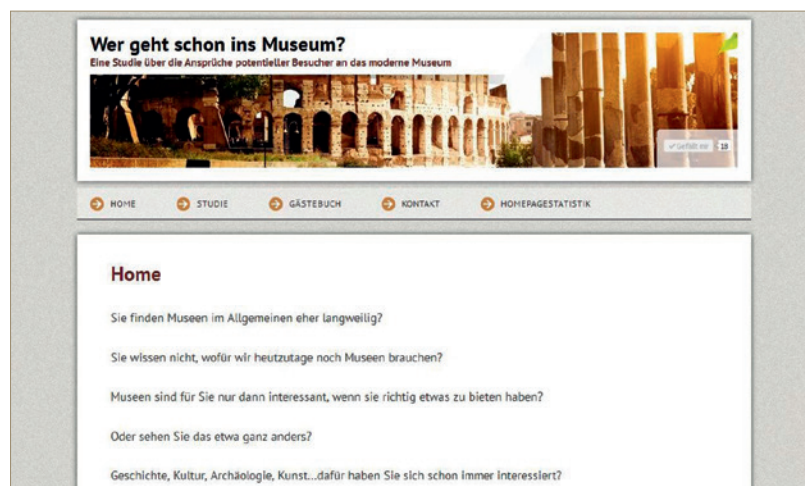 Wer geht schon ins Museum?
Eine Studie über die Ansprüche potentieller Besucher an das moderne Museum
Gefällt mir 18
HOME STUDIE GÄSTEBUCH KONTAKT HOMEPAGESTATISTIK
Home
Sie finden Museen im Allgemeinen eher langweilig?
Sie wissen nicht, wofür wir heutzutage noch Museen brauchen?
Museen sind für Sie nur dann interessant, wenn sie richtig etwas zu bieten haben?
Oder sehen Sie das etwa ganz anders?
Geschichte, Kultur, Archäologie, Kunst...dafür haben Sie sich schon immer interessiert?